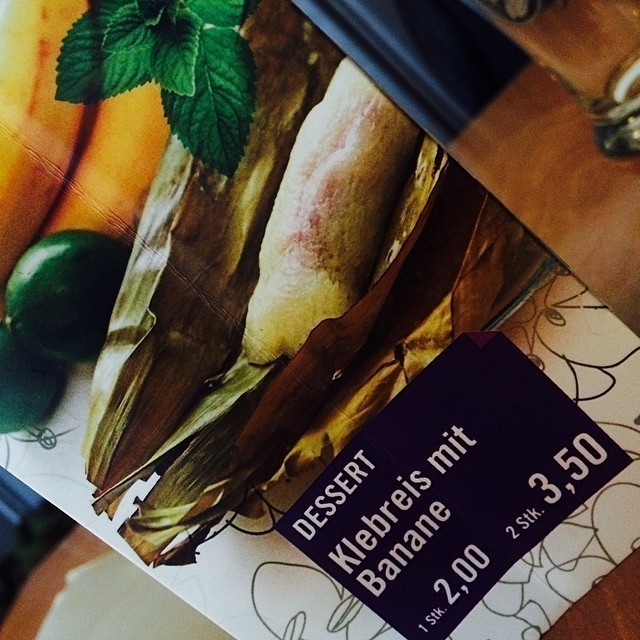 DESSERT
Klebreis mit
Banane
1 Stk. 2,00 2 Stk. 3,50